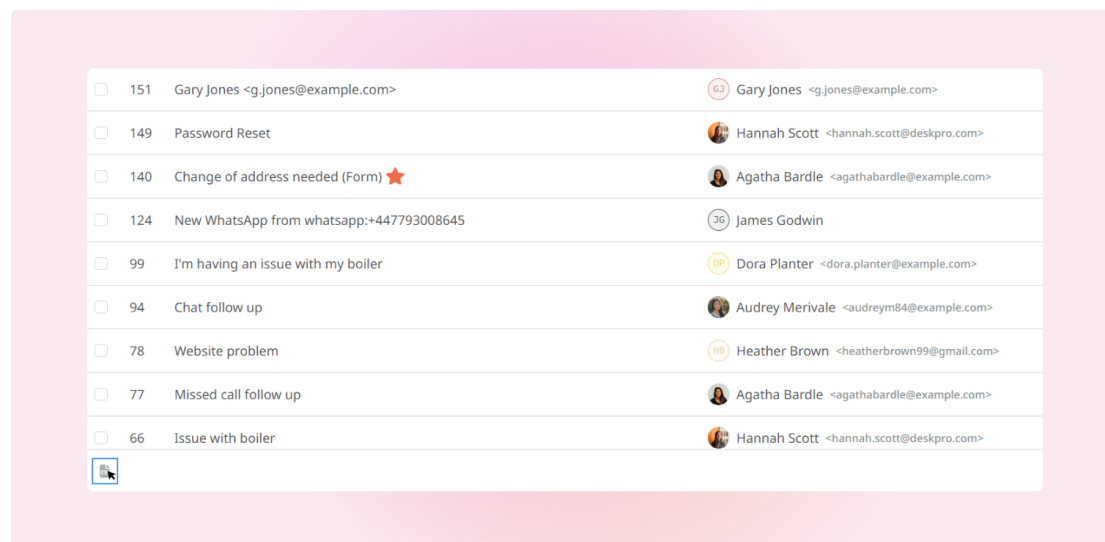 151 Gary Jones <g.jones@example.com> GJ Gary Jones <g.jones@example.com>
149 Password Reset Hannah Scott <hannah.scott@deskpro.com>
140 Change of address needed (Form) Agatha Bardle <agathabardle@example.com>
124 New WhatsApp from whatsapp:+447793008645 JG James Godwin
99 I'm having an issue with my boiler DP Dora Planter <dora.planter@example.com>
94 Chat follow up Audrey Merivale <audreym84@example.com>
78 Website problem HB Heather Brown <heatherbrown99@gmail.com>
77 Missed call follow up Agatha Bardle <agathabardle@example.com>
66 Issue with boiler Hannah Scott <hannah.scott@deskpro.com>